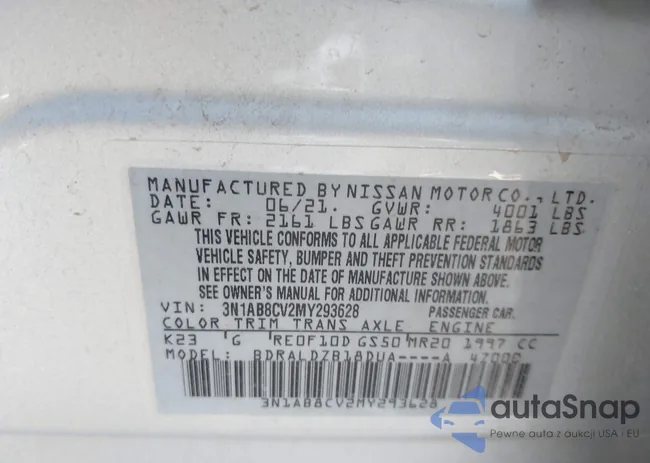 MANUFACTURED BY NISSAN MOTOR CO., LTD.
DATE: 06/21. GVWR: 4001 LBS
GAWR FR: 2161 LBS GAWR RR: 1863 LBS
THIS VEHICLE CONFORMS TO ALL APPLICABLE FEDERAL MOTOR
VEHICLE SAFETY, BUMPER AND THEFT PREVENTION STANDARDS
IN EFFECT ON THE DATE OF MANUFACTURE SHOWN ABOVE.
SEE OWNER'S MANUAL FOR ADDITIONAL INFORMATION.
VIN: 3N1AB8CV2MY293628 PASSENGER CAR.
COLOR TRIM TRANS AXLE ENGINE
K23 G RE0F10D GS50 MR20 1997 CC
MODEL: BDRALDZB18DUA----A 47000
3N1AB8CV2MY293628
autaSnap
Pewne auta z aukcji USA i EU